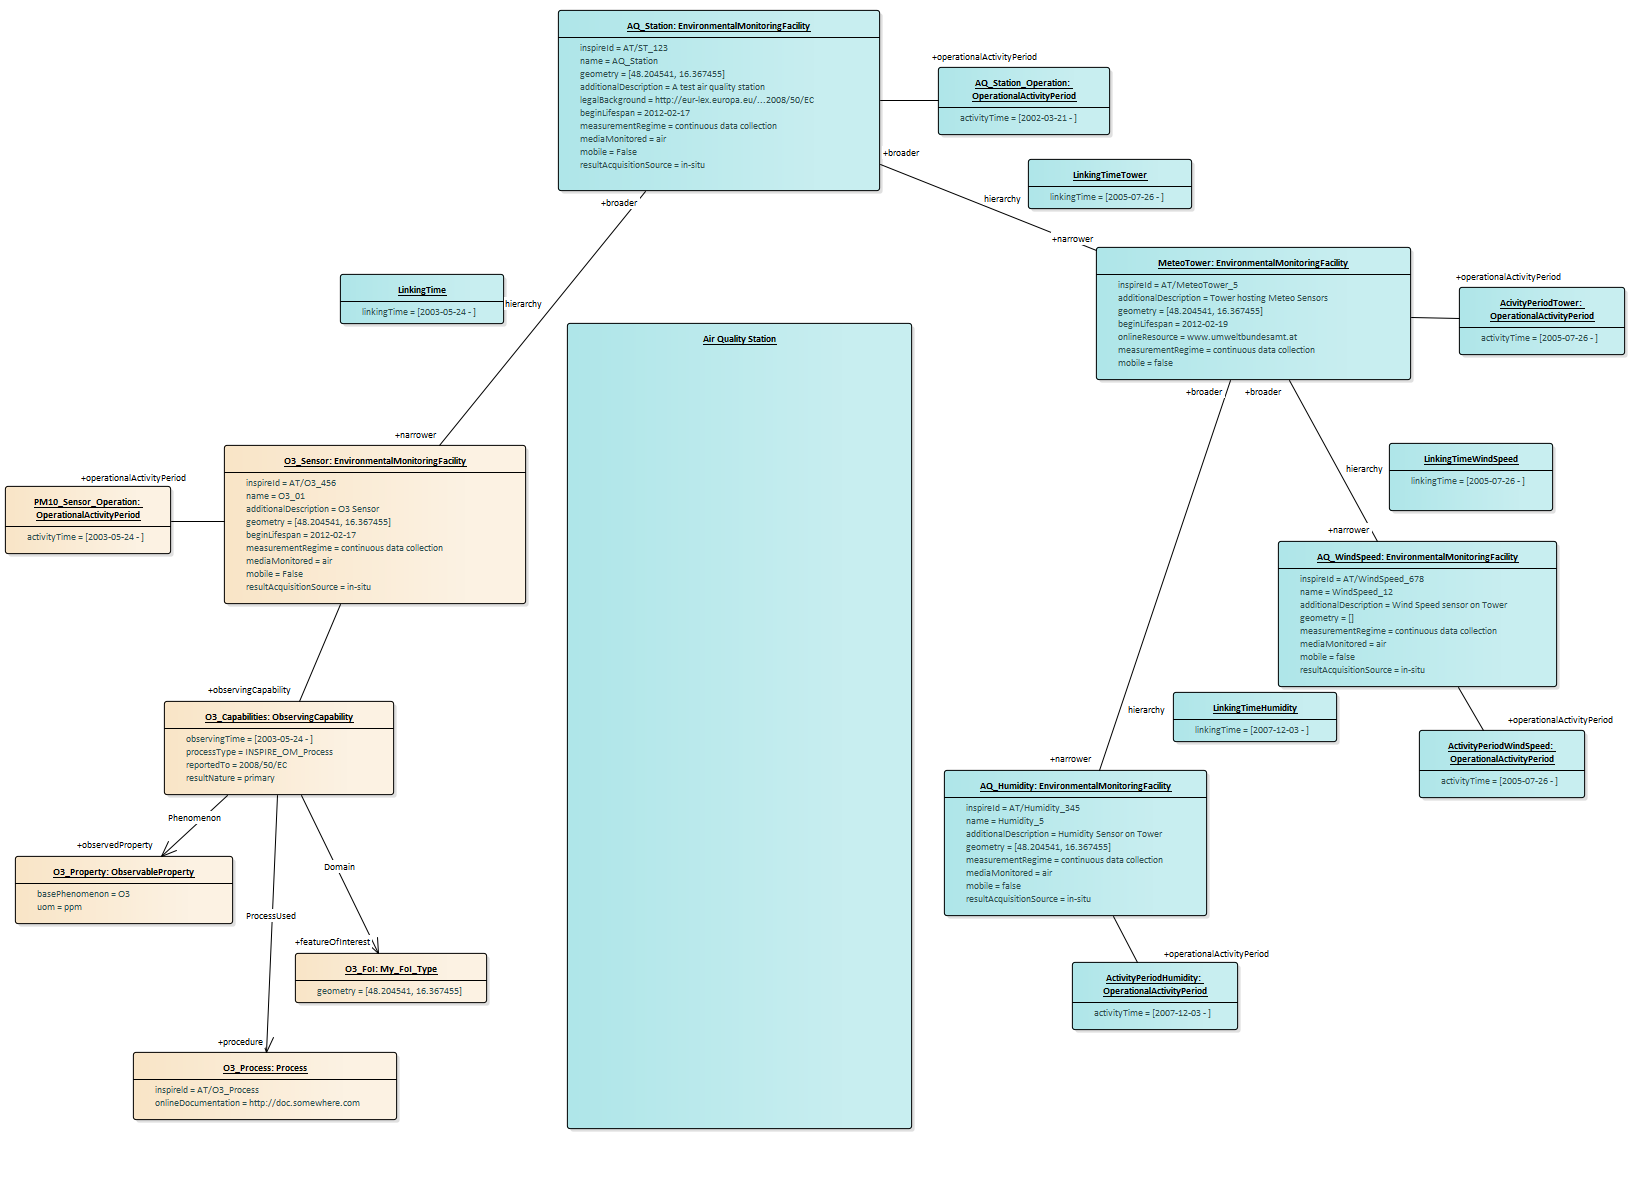 AQ_Station: EnvironmentalMonitoringFacility
inspireId = AT/ST_123
name = AQ_Station
geometry = [48.204541, 16.367455]
additionalDescription = A test air quality station
legalBackground = http://eur-lex.europa.eu/...2008/50/EC
beginLifespan = 2012-02-17
measurementRegime = continuous data collection
mediaMonitored = air
mobile = False
resultAcquisitionSource = in-situ
+operationalActivityPeriod
AQ_Station_Operation:
OperationalActivityPeriod
activityTime = [2002-03-21 - ]
+broader
hierarchy
+narrower
LinkingTimeTower
linkingTime = [2005-07-26 - ]
+broader
hierarchy
+narrower
LinkingTime
linkingTime = [2003-05-24 - ]
MeteoTower: EnvironmentalMonitoringFacility
inspireId = AT/MeteoTower_5
additionalDescription = Tower hosting Meteo Sensors
geometry = [48.204541, 16.367455]
beginLifespan = 2012-02-19
onlineResource = www.umweltbundesamt.at
measurementRegime = continuous data collection
mobile = false
+operationalActivityPeriod
AcivityPeriodTower:
OperationalActivityPeriod
activityTime = [2005-07-26 - ]
Air Quality Station
+broader
+broader
hierarchy
+narrower
LinkingTimeWindSpeed
linkingTime = [2005-07-26 - ]
O3_Sensor: EnvironmentalMonitoringFacility
inspireId = AT/O3_456
name = O3_01
additionalDescription = O3 Sensor
geometry = [48.204541, 16.367455]
beginLifespan = 2012-02-17
measurementRegime = continuous data collection
mediaMonitored = air
mobile = False
resultAcquisitionSource = in-situ
+operationalActivityPeriod
PM10_Sensor_Operation:
OperationalActivityPeriod
activityTime = [2003-05-24 - ]
AQ_WindSpeed: EnvironmentalMonitoringFacility
inspireId = AT/WindSpeed_678
name = WindSpeed_12
additionalDescription = Wind Speed sensor on Tower
geometry = []
measurementRegime = continuous data collection
mediaMonitored = air
mobile = false
resultAcquisitionSource = in-situ
+operationalActivityPeriod
ActivityPeriodWindSpeed:
OperationalActivityPeriod
activityTime = [2005-07-26 - ]
hierarchy
+narrower
LinkingTimeHumidity
linkingTime = [2007-12-03 - ]
+observingCapability
O3_Capabilities: ObservingCapability
observingTime = [2003-05-24 - ]
processType = INSPIRE_OM_Process
reportedTo = 2008/50/EC
resultNature = primary
Phenomenon
+observedProperty
O3_Property: ObservableProperty
basePhenomenon = O3
uom = ppm
Domain
+featureOfInterest
O3_FoI: My_FoI_Type
geometry = [48.204541, 16.367455]
ProcessUsed
+procedure
O3_Process: Process
inspireId = AT/O3_Process
onlineDocumentation = http://doc.somewhere.com
AQ_Humidity: EnvironmentalMonitoringFacility
inspireId = AT/Humidity_345
name = Humidity_5
additionalDescription = Humidity Sensor on Tower
geometry = [48.204541, 16.367455]
measurementRegime = continuous data collection
mediaMonitored = air
mobile = false
resultAcquisitionSource = in-situ
+operationalActivityPeriod
ActivityPeriodHumidity:
OperationalActivityPeriod
activityTime = [2007-12-03 - ]